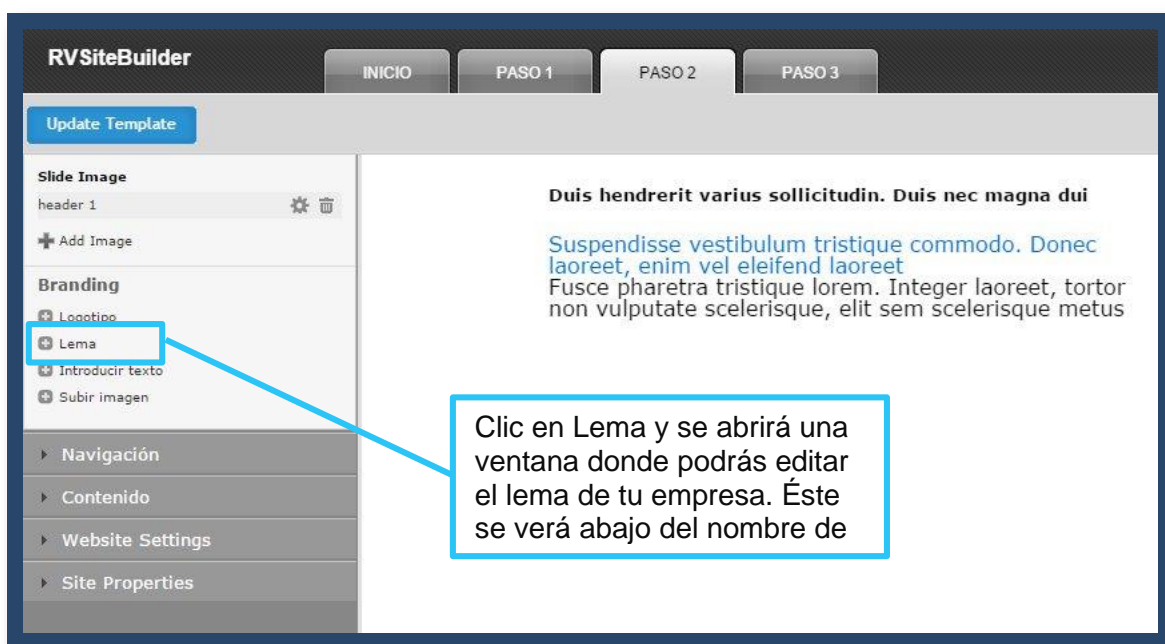 RVSiteBuilder
INICIO
PASO 1
PASO 2
PASO 3
Update Template
Slide Image
header 1
Add Image
Branding
Logotipo
Lema
Introducir texto
Subir imagen
Navigación
Contenido
Website Settings
Site Properties
Duis hendrerit varius sollicitudin. Duis nec magna dui
Suspendisse vestibulum tristique commodo. Donec
laoreet, enim vel eleifend laoreet
Fusce pharetra tristique lorem. Integer laoreet, tortor
non vulputate scelerisque, elit sem scelerisque metus
Clic en Lema y se abrirá una
ventana donde podrás editar
el lema de tu empresa. Éste
se verá abajo del nombre de